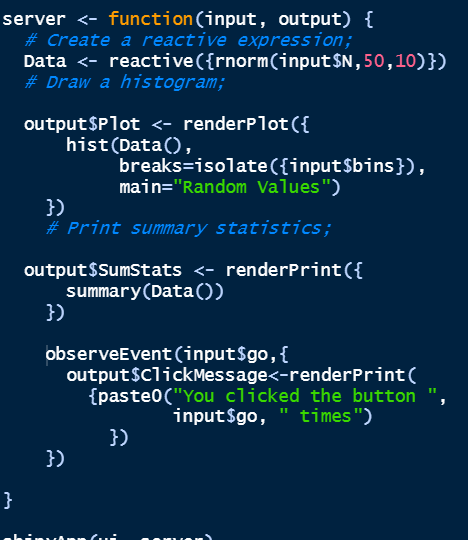 server <- function(input, output) {
# Create a reactive expression;
Data <- reactive({rnorm(input$N,50,10)})
# Draw a histogram;
output$Plot <- renderPlot({
hist(Data(),
breaks=isolate({input$bins}),
main="Random Values")
})
# Print summary statistics;
output$SumStats <- renderPrint({
summary(Data())
})
observeEvent(input$go,{
output$ClickMessage<-renderPrint(
{paste0("You clicked the button ",
input$go, " times")
})
})
}
shinyApp(ui, server)